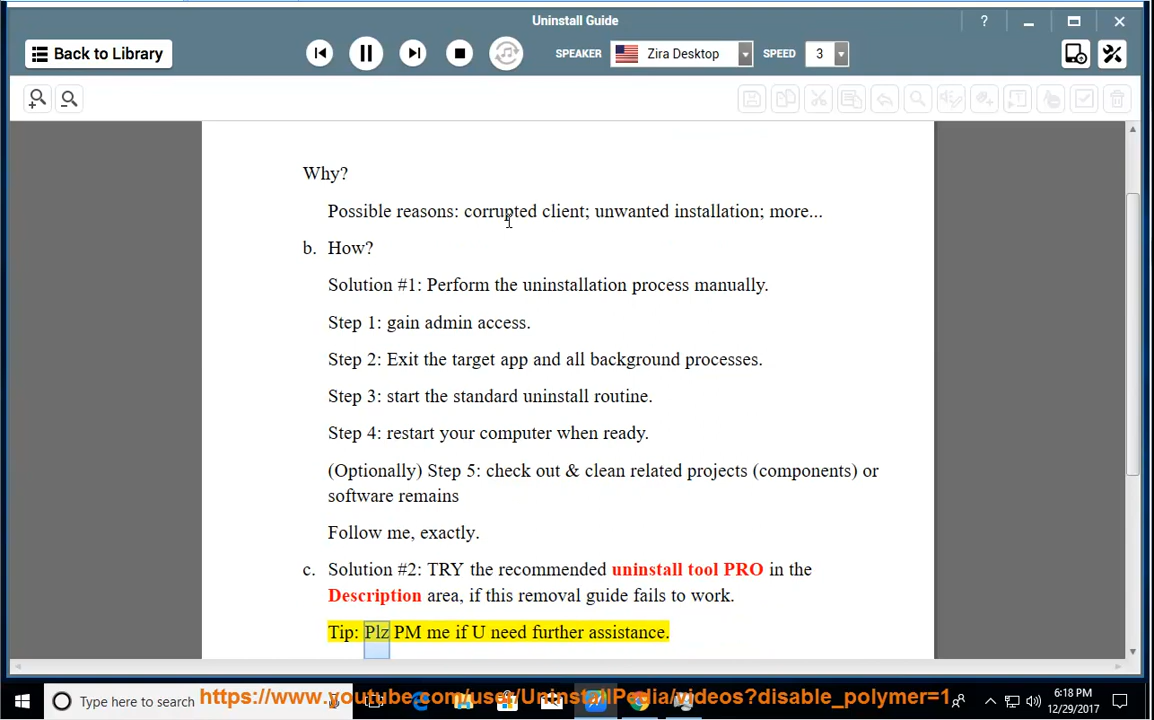 Uninstall Guide
?
Back to Library
SPEAKER
Zira Desktop
SPEED
3
Why?
Possible reasons: corrupted client; unwanted installation; more...
b. How?
Solution #1: Perform the uninstallation process manually.
Step 1: gain admin access.
Step 2: Exit the target app and all background processes.
Step 3: start the standard uninstall routine.
Step 4: restart your computer when ready.
(Optionally) Step 5: check out & clean related projects (components) or
software remains
Follow me, exactly.
c. Solution #2: TRY the recommended uninstall tool PRO in the
Description area, if this removal guide fails to work.
Tip: Plz PM me if U need further assistance.
Type here to search
https://www.youtube.com/user/UninstallPedia/videos?disable_polymer=1
6:18 PM
12/29/2017